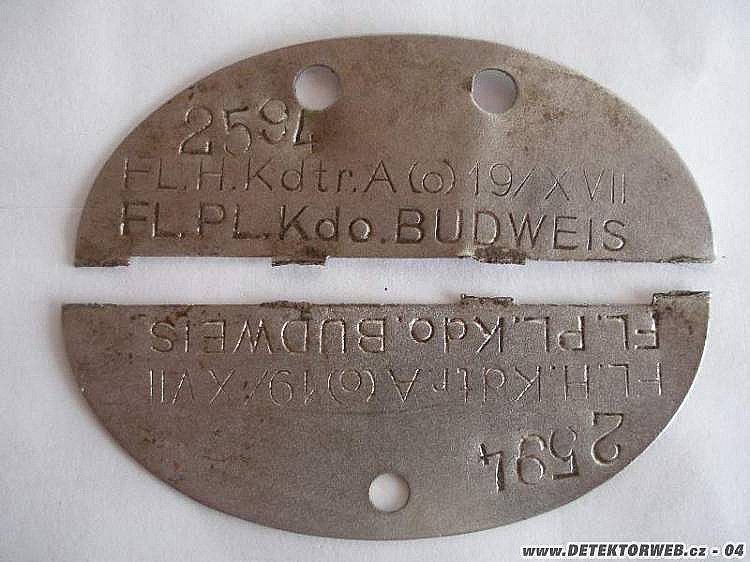 2594
FL.H.Kdtr.A(o)19/XVII
FL.PL.Kdo.BUDWEIS
FL.PL.Kdo.BUDWEIS
FL.H.Kdtr.A(o)19/XVII
2594
www.DETEKTORWEB.cz - 04